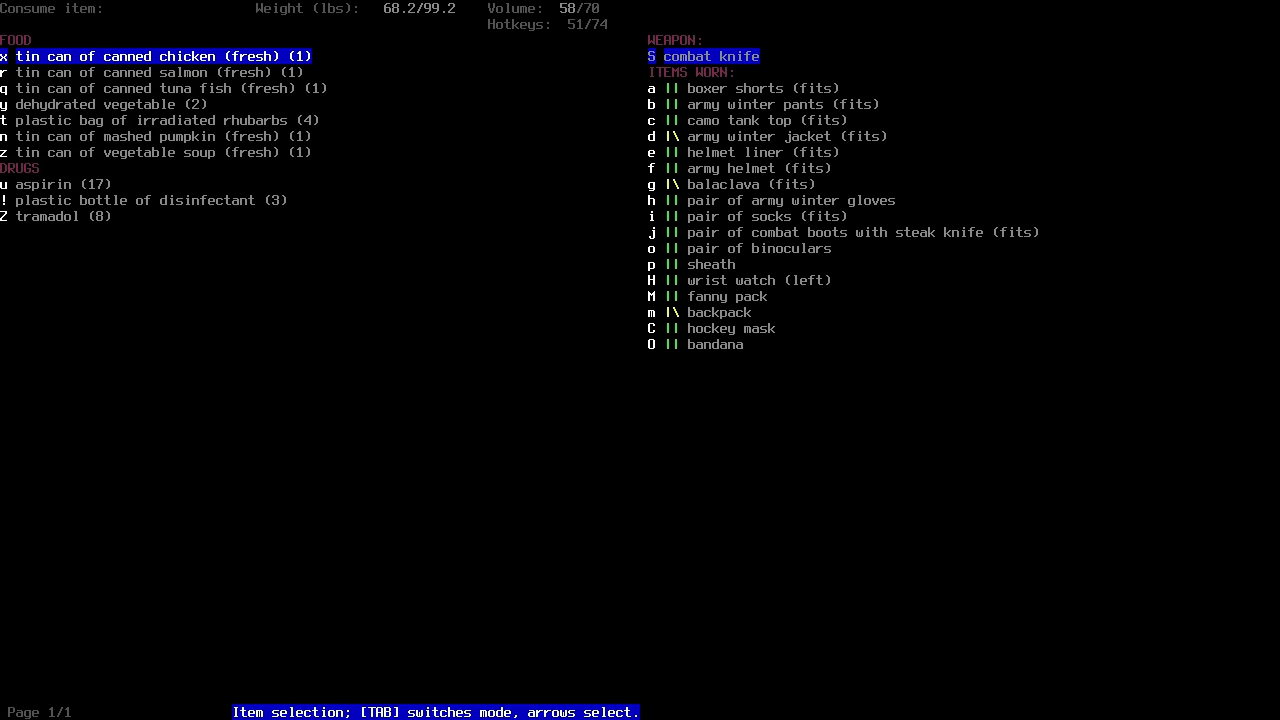 Consume item: Weight (lbs): 68.2/99.2 Volume: 58/70
Hotkeys: 51/74
FOOD
x tin can of canned chicken (fresh) (1)
r tin can of canned salmon (fresh) (1)
q tin can of canned tuna fish (fresh) (1)
y dehydrated vegetable (2)
t plastic bag of irradiated rhubarbs (4)
n tin can of mashed pumpkin (fresh) (1)
z tin can of vegetable soup (fresh) (1)
DRUGS
u aspirin (17)
! plastic bottle of disinfectant (3)
Z tramadol (8)
WEAPON:
S combat knife
ITEMS WORN:
a || boxer shorts (fits)
b || army winter pants (fits)
c || camo tank top (fits)
d |\ army winter jacket (fits)
e || helmet liner (fits)
f || army helmet (fits)
g |\ balaclava (fits)
h || pair of army winter gloves
i || pair of socks (fits)
j || pair of combat boots with steak knife (fits)
o || pair of binoculars
p || sheath
H || wrist watch (left)
M || fanny pack
m |\ backpack
C || hockey mask
O || bandana
Page 1/1 Item selection; [TAB] switches mode, arrows select.